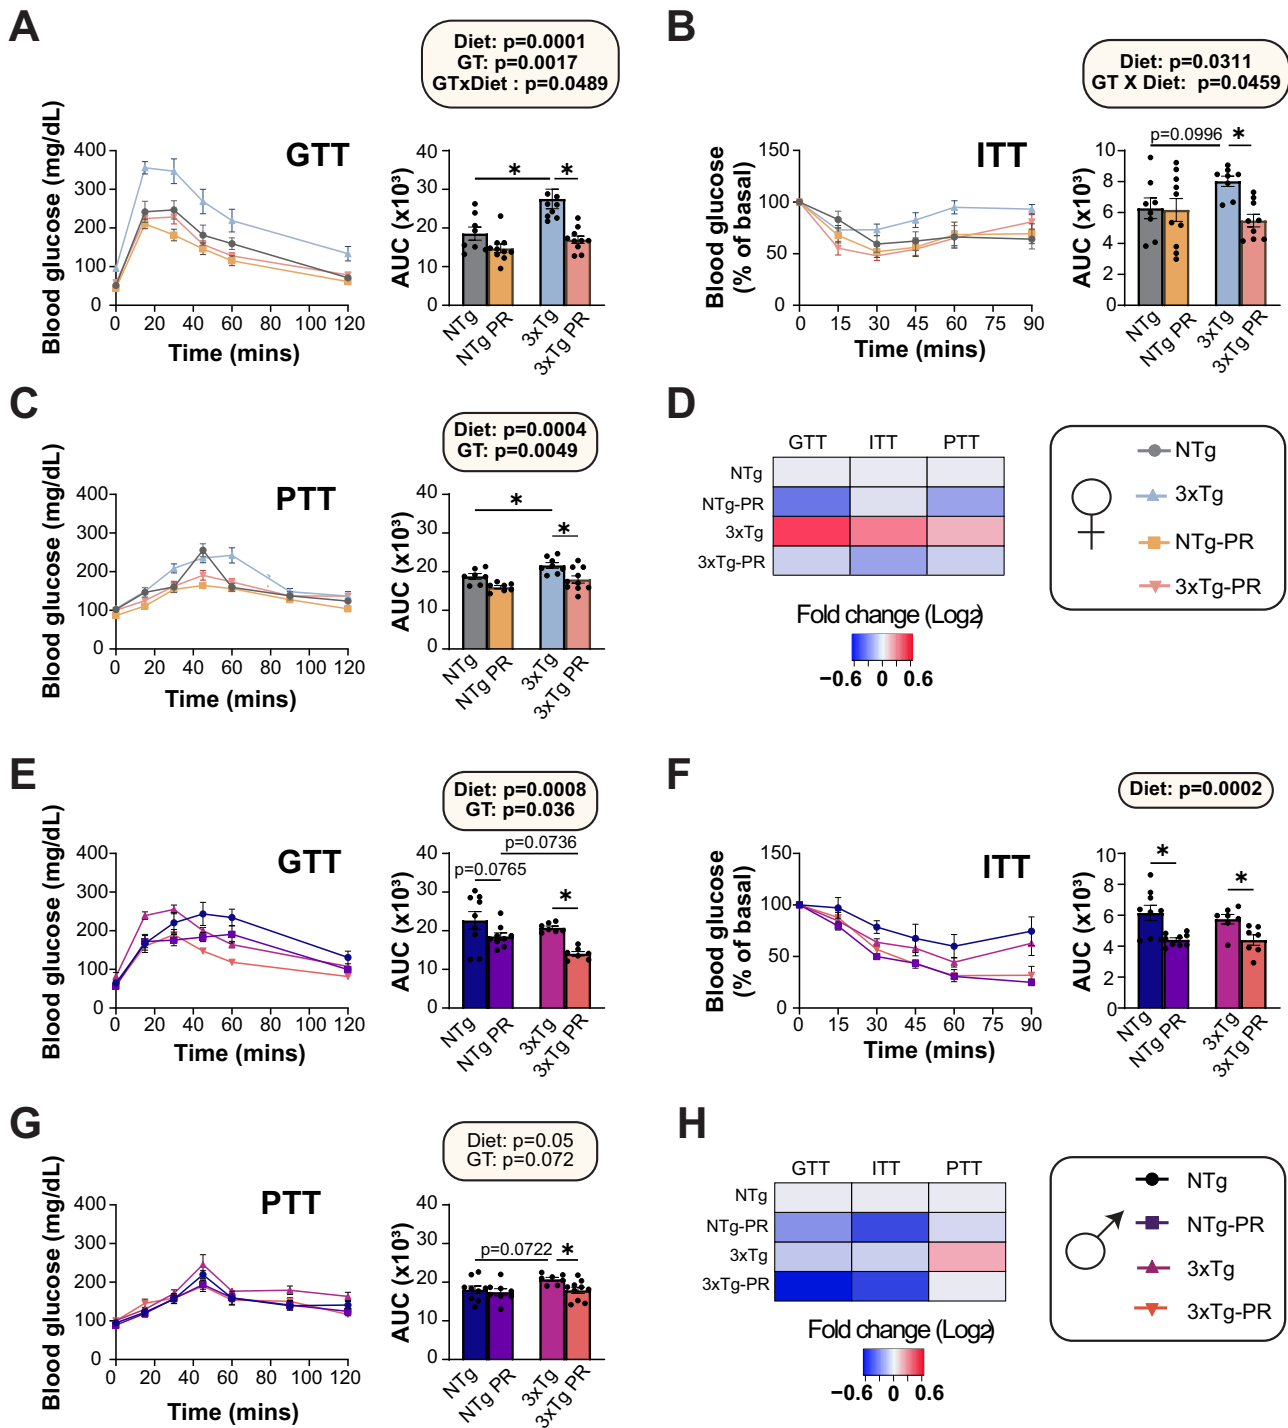 A
Diet: p=0.0001
GT: p=0.0017
GTxDiet : p=0.0489
GTT
Blood glucose (mg/dL)
400
300
200
100
0
0 20 40 60 80 100 120
Time (mins)
AUC (x10³)
40
30
20
10
0
* *
NTg
NTg PR
3xTg
3xTg PR
B
Diet: p=0.0311
GT X Diet: p=0.0459
ITT
Blood glucose
(% of basal)
150
100
50
0
0 15 30 45 60 75 90
Time (mins)
p=0.0996 *
AUC (x10³)
10
8
6
4
2
0
NTg
NTg PR
3xTg
3xTg PR
C
Diet: p=0.0004
GT: p=0.0049
PTT
Blood glucose (mg/dL)
400
300
200
100
0
0 20 40 60 80 100 120
Time (mins)
AUC (x10³)
40
30
20
10
0
*
*
NTg
NTg PR
3xTg
3xTg PR
D
GTT ITT PTT
NTg
NTg-PR
3xTg
3xTg-PR
Fold change (Log2)
−0.6 0 0.6
NTg
3xTg
NTg-PR
3xTg-PR
E
Diet: p=0.0008
GT: p=0.036
GTT
Blood glucose (mg/dL)
400
300
200
100
0
0 20 40 60 80 100 120
Time (mins)
p=0.0736
p=0.0765
*
AUC (x10³)
40
30
20
10
0
NTg
NTg PR
3xTg
3xTg PR
F
Diet: p=0.0002
ITT
Blood glucose
(% of basal)
150
100
50
0
0 15 30 45 60 75 90
Time (mins)
* *
AUC (x10³)
10
8
6
4
2
0
NTg
NTg PR
3xTg
3xTg PR
G
Diet: p=0.05
GT: p=0.072
PTT
Blood glucose (mg/dL)
400
300
200
100
0
0 20 40 60 80 100 120
Time (mins)
p=0.0722 *
AUC (x10³)
40
30
20
10
0
NTg
NTg PR
3xTg
3xTg PR
H
GTT ITT PTT
NTg
NTg-PR
3xTg
3xTg-PR
Fold change (Log2)
−0.6 0 0.6
NTg
NTg-PR
3xTg
3xTg-PR